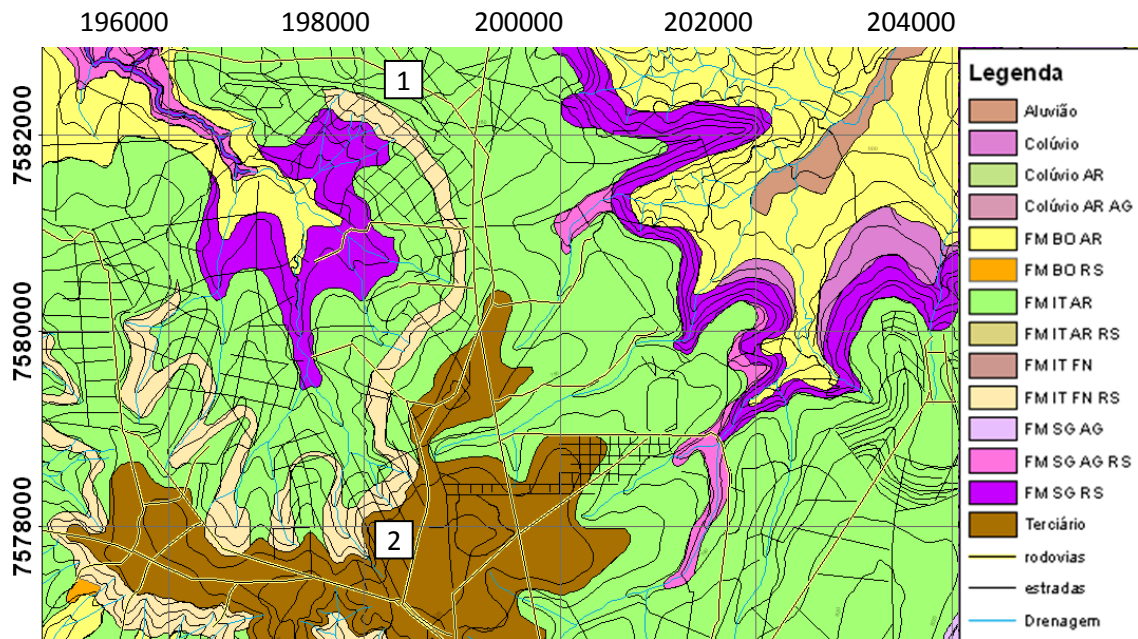 196000 198000 200000 202000 204000
1
7582000
7580000
7578000
2
Legenda
Aluvião
Colúvio
Colúvio AR
Colúvio AR AG
FM BO AR
FM BO RS
FM IT AR
FM IT AR RS
FM IT FN
FM IT FN RS
FM SG AG
FM SG AG RS
FM SG RS
Terciário
rodovias
estradas
Drenagem